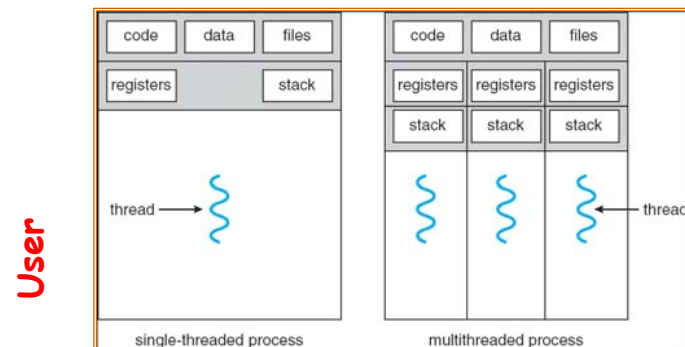 code data files code data files
registers stack registers registers registers
stack stack stack
thread thread
User
single-threaded process multithreaded process